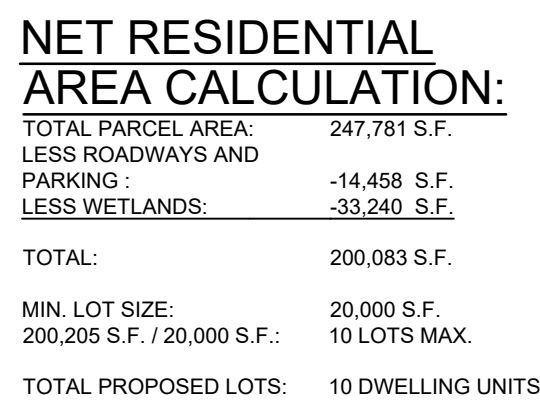 NET RESIDENTIAL
AREA CALCULATION:
TOTAL PARCEL AREA: 247,781 S.F.
LESS ROADWAYS AND
PARKING : -14,458 S.F.
LESS WETLANDS: -33,240 S.F.
TOTAL: 200,083 S.F.
MIN. LOT SIZE: 20,000 S.F.
200,205 S.F. / 20,000 S.F.: 10 LOTS MAX.
TOTAL PROPOSED LOTS: 10 DWELLING UNITS